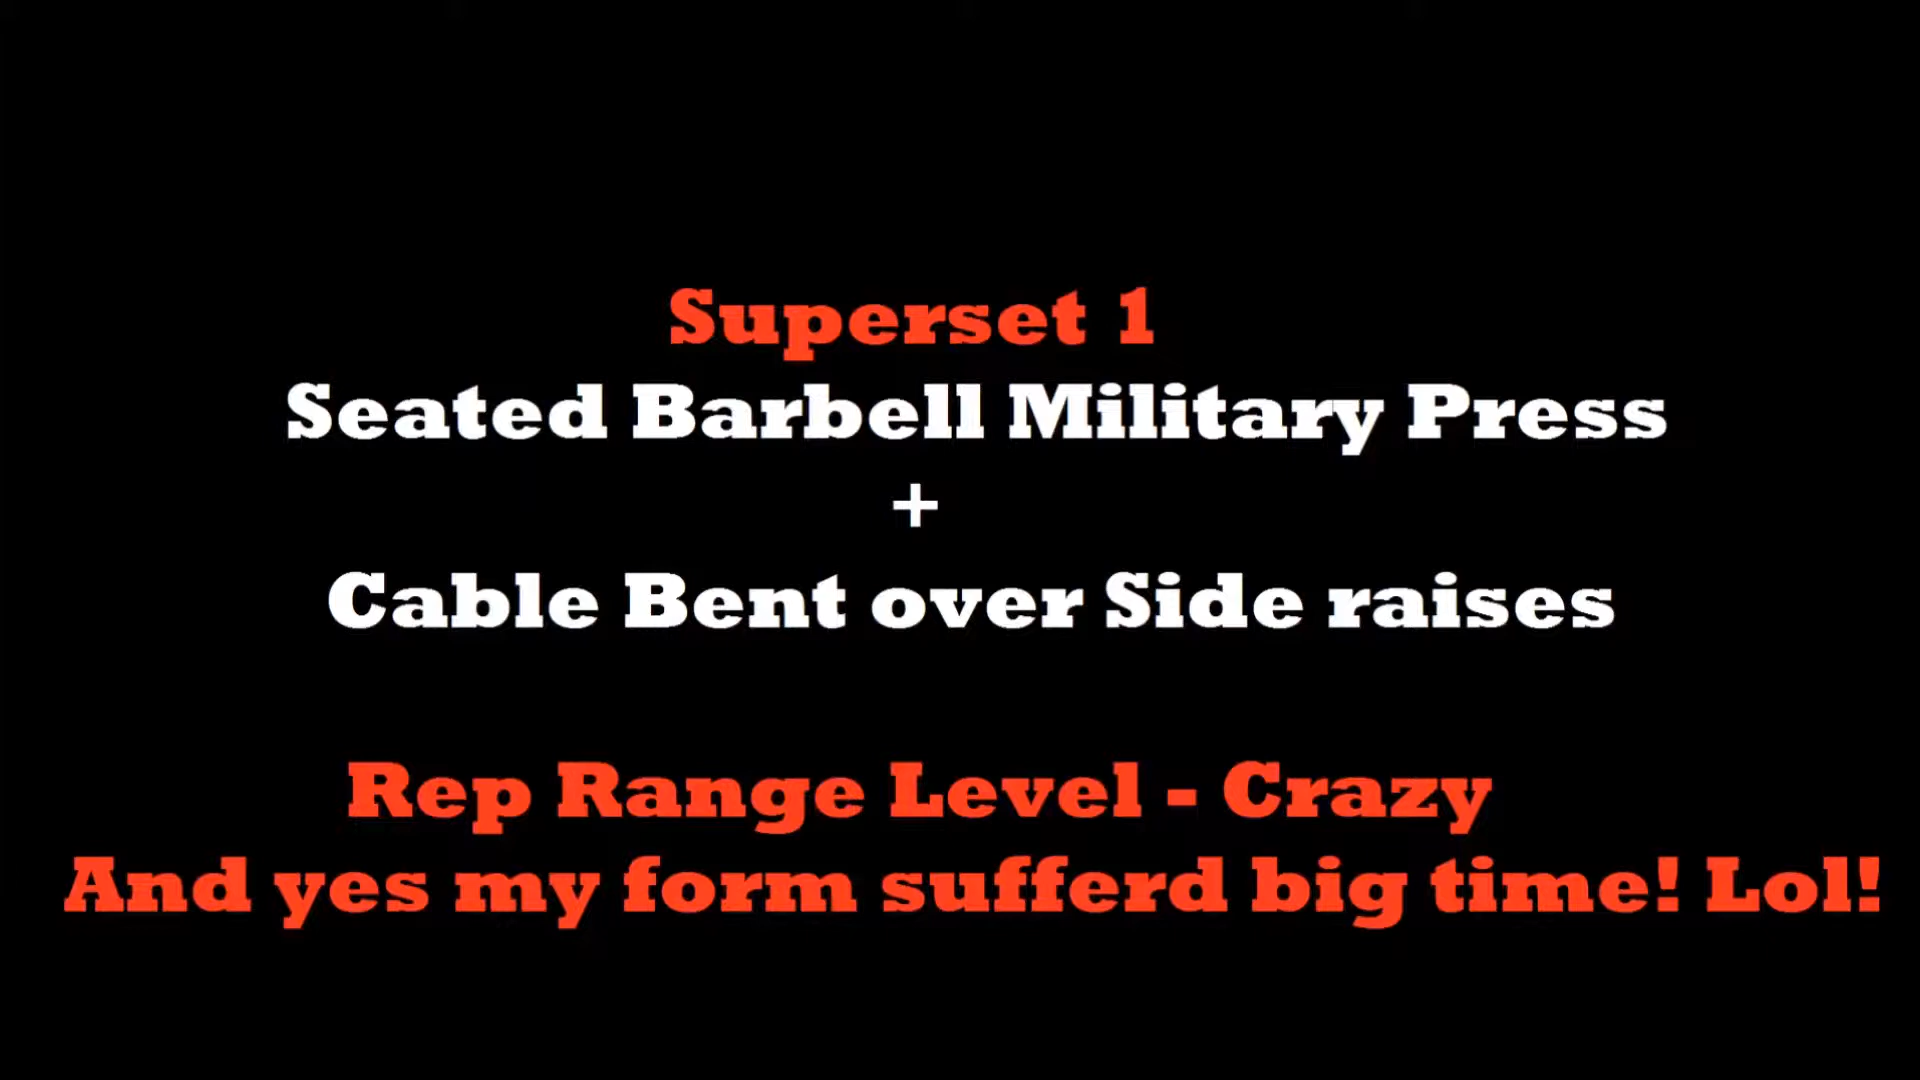 Superset 1
Seated Barbell Military Press
+
Cable Bent over Side raises
Rep Range Level - Crazy
And yes my form sufferd big time! Lol!